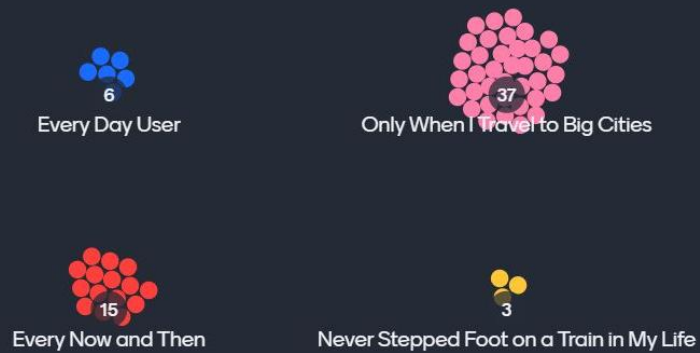 6
Every Day User
37
Only When I Travel to Big Cities
15
Every Now and Then
3
Never Stepped Foot on a Train in My Life